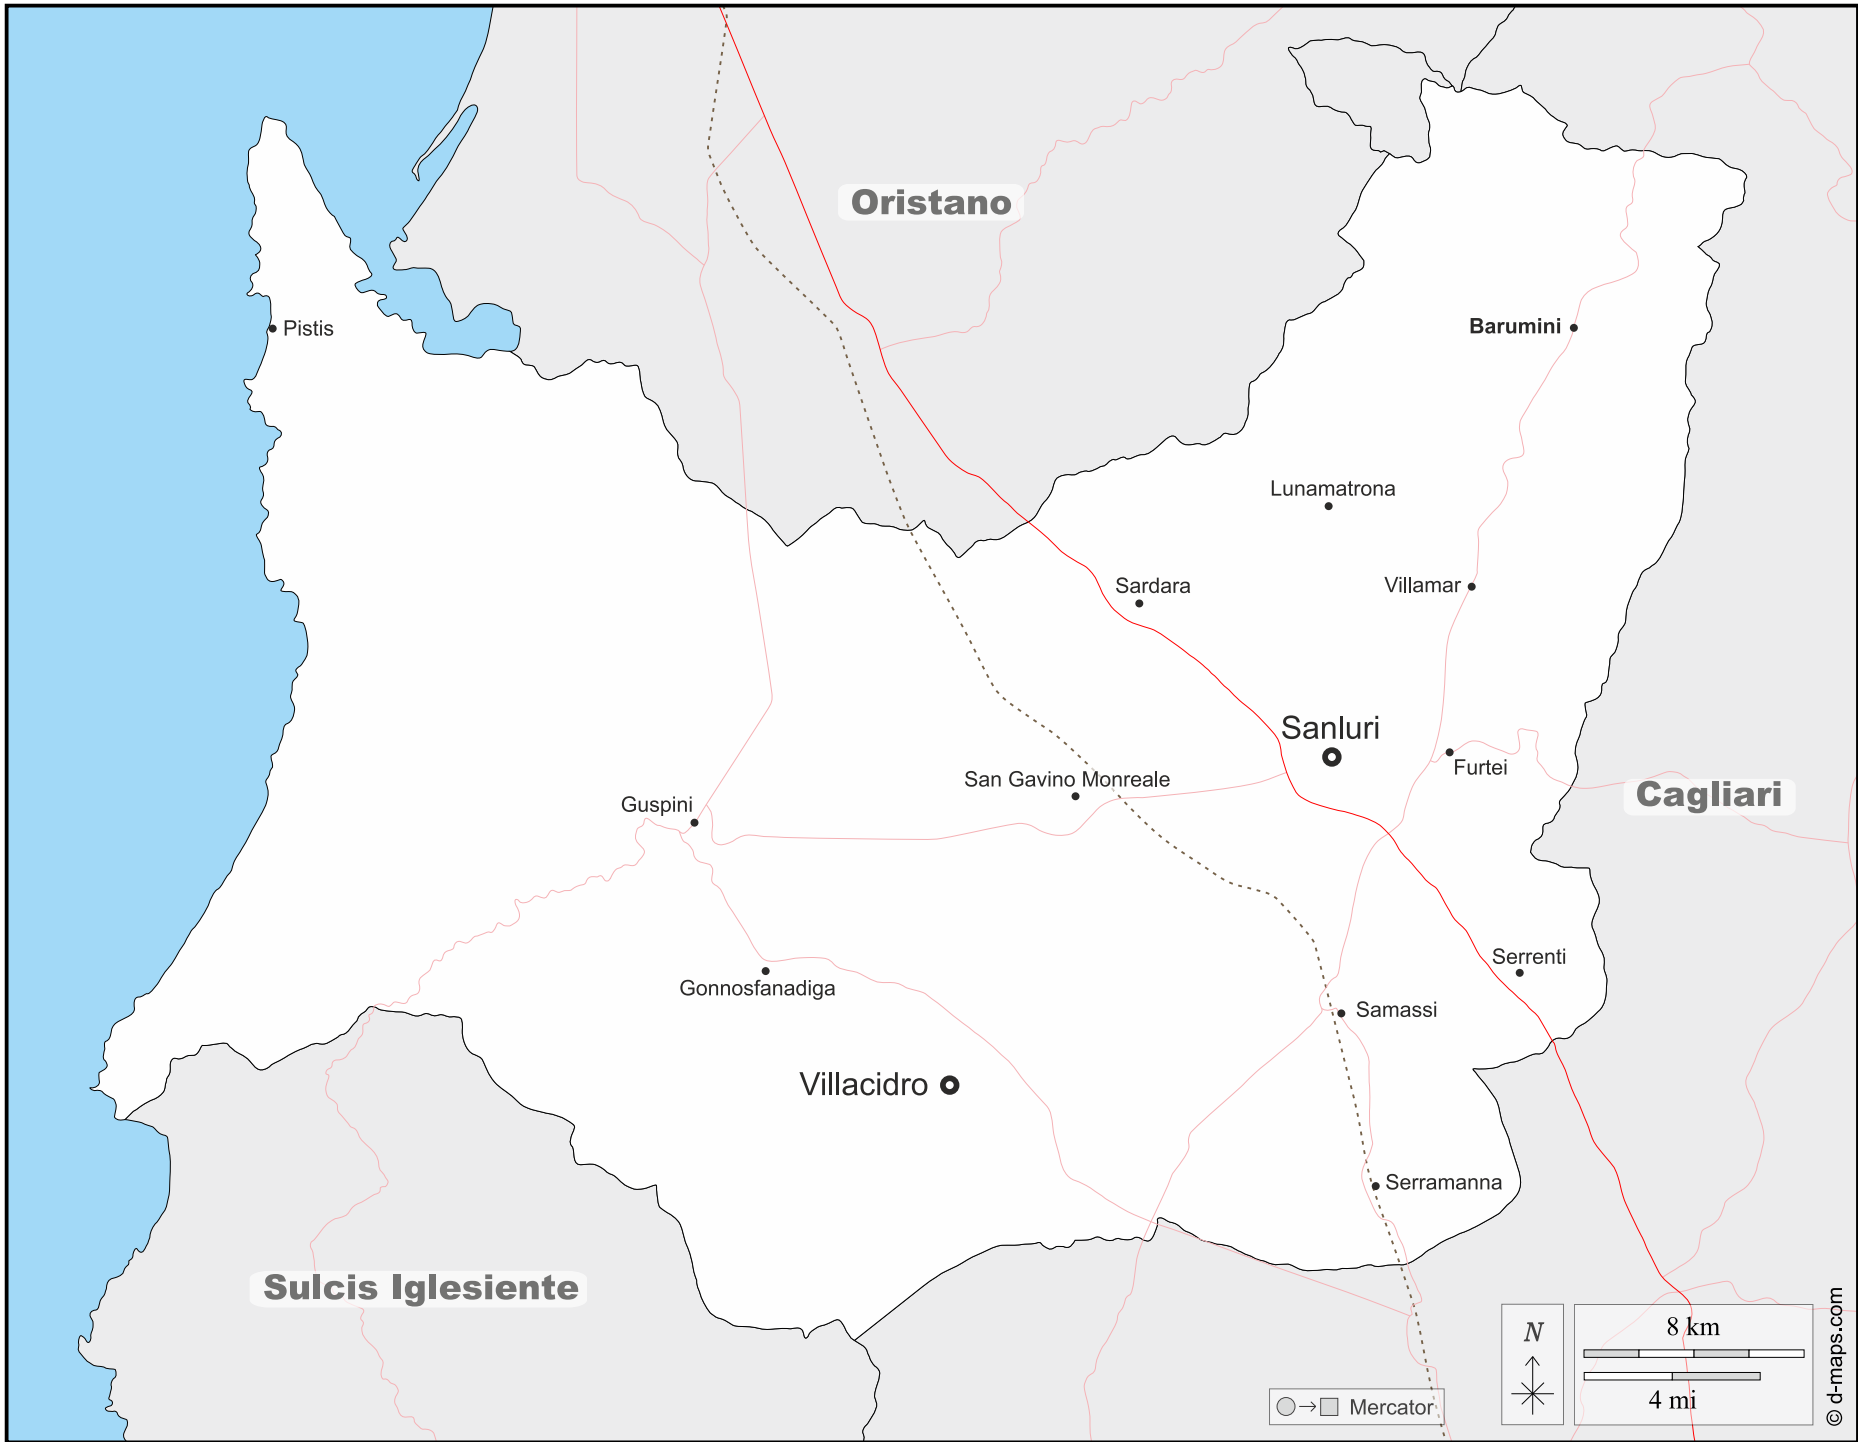 Oristano
Pistis
Barumini
Lunamatrona
Sardara
Villamar
Sanluri
San Gavino Monreale
Furtei
Guspini
Cagliari
Serrenti
Gonnosfanadiga
Samassi
Villacidro
Serramanna
Sulcis Iglesiente
N
8 km
4 mi
Mercator
© d-maps.com